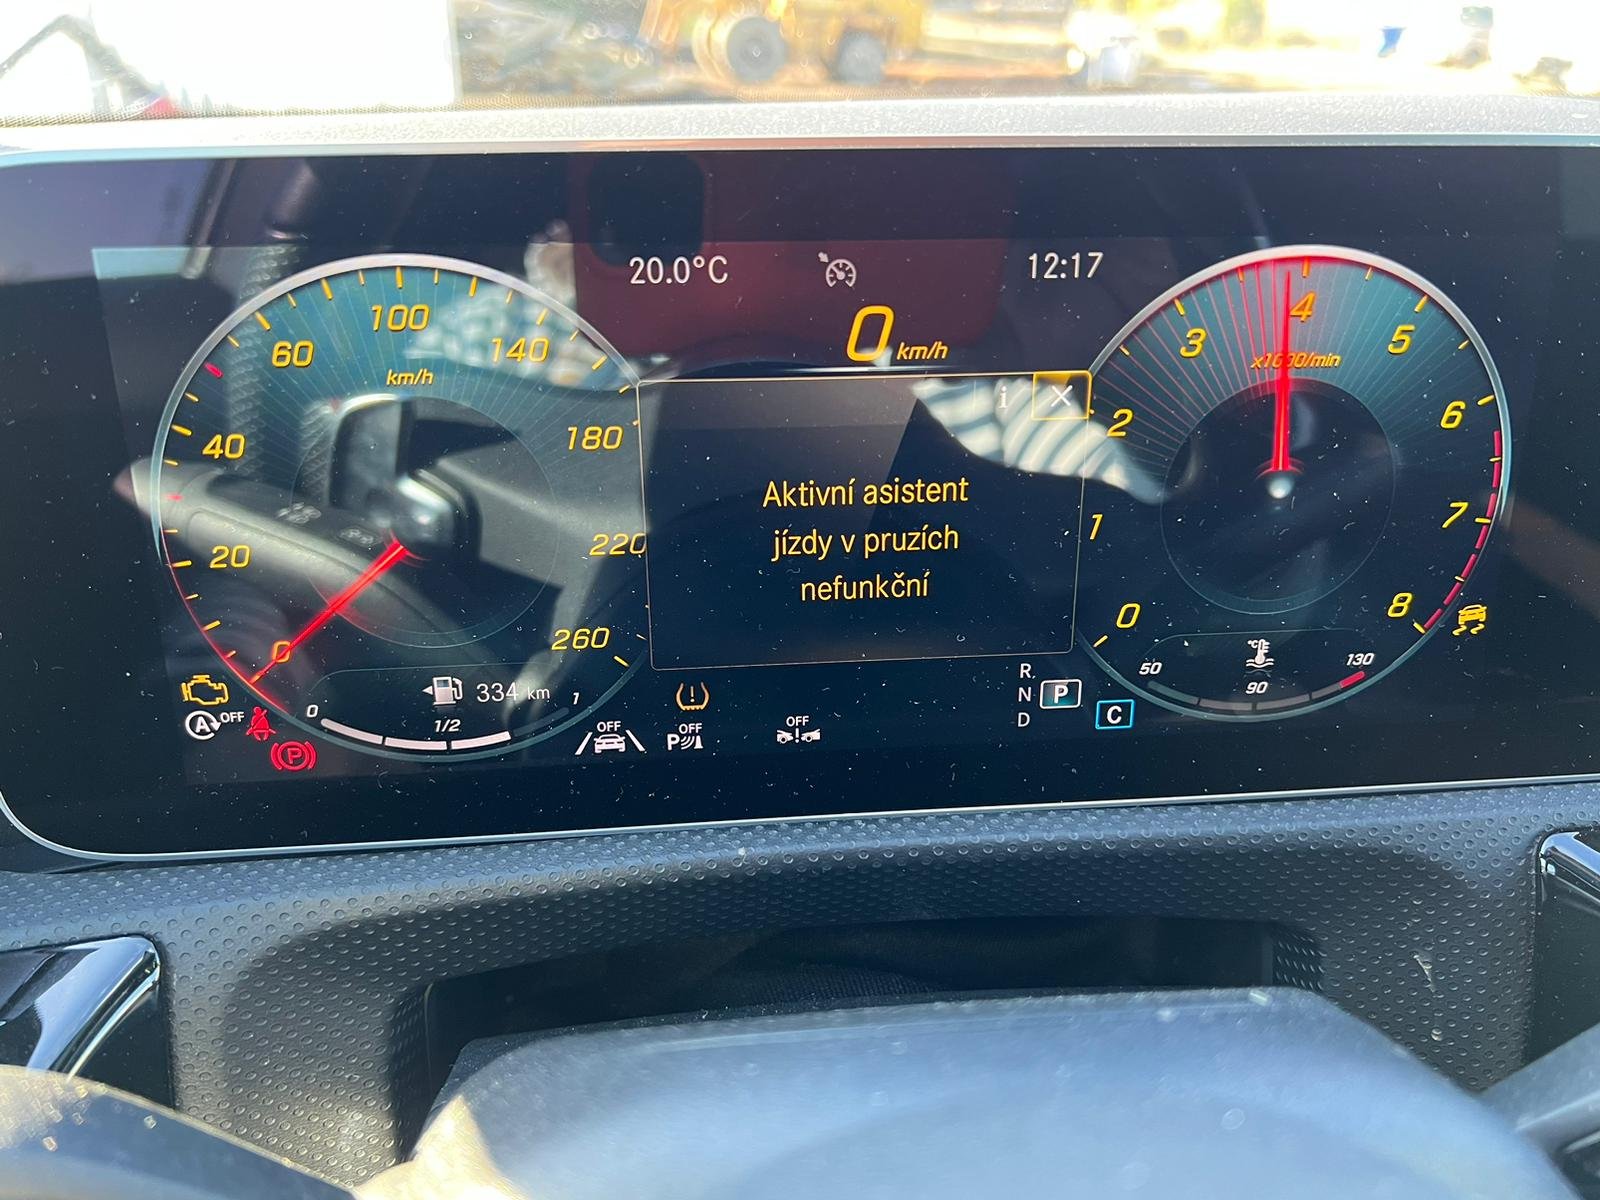 20.0°C
12:17
0 km/h
20
40
60
100
140
180
220
260
0
km/h
Aktivní asistent
jízdy v pruzích
nefunkční
i
0
1
2
3
4
5
6
7
8
x1000/min
334 km
0
1/2
1
A OFF
P
OFF
OFF
P
OFF
R
N P
D
C
50
90
130
°C/°F